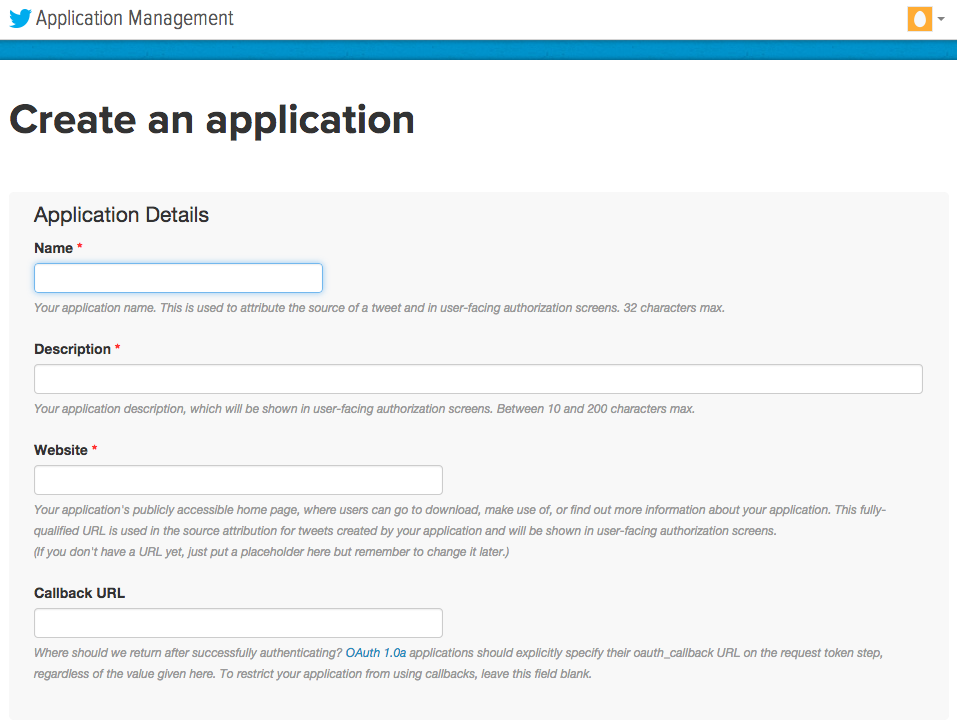 Application Management
Create an application
Application Details
Name *
Your application name. This is used to attribute the source of a tweet and in user-facing authorization screens. 32 characters max.
Description *
Your application description, which will be shown in user-facing authorization screens. Between 10 and 200 characters max.
Website *
Your application's publicly accessible home page, where users can go to download, make use of, or find out more information about your application. This fully-
qualified URL is used in the source attribution for tweets created by your application and will be shown in user-facing authorization screens.
(If you don't have a URL yet, just put a placeholder here but remember to change it later.)
Callback URL
Where should we return after successfully authenticating? OAuth 1.0a applications should explicitly specify their oauth_callback URL on the request token step,
regardless of the value given here. To restrict your application from using callbacks, leave this field blank.